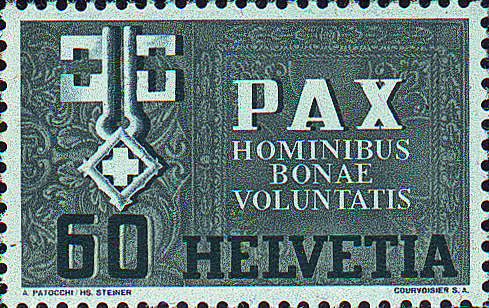 PAX
HOMINIBUS
BONAE
VOLUNTATIS
60 HELVETIA
A. PATOCCHI / HS. STEINER COURVOISIER S. A.